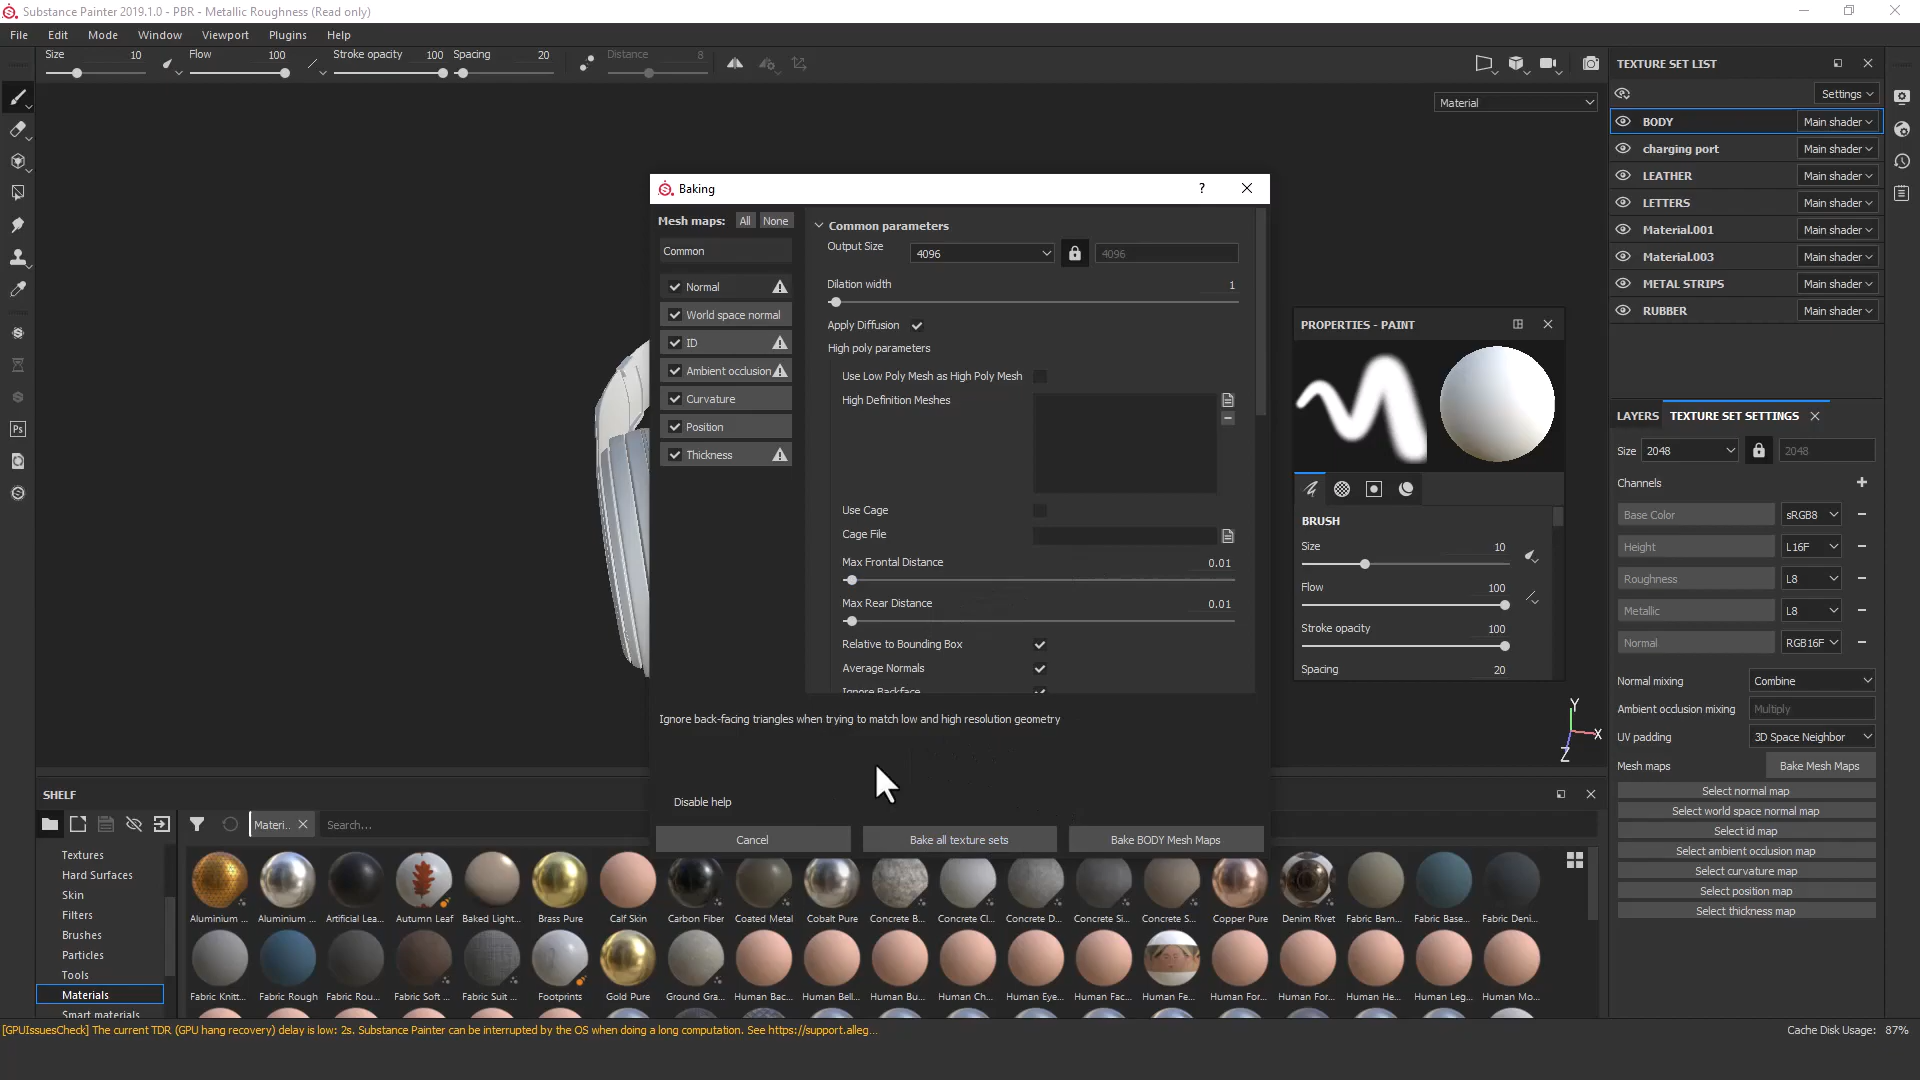 Substance Painter 2019.1.0 - PBR - Metallic Roughness (Read only)
File Edit Mode Window Viewport Plugins Help
Size 10 Flow 100 Stroke opacity 100 Spacing 20 Distance 8
Material
Baking ?
Mesh maps: All None
Common
Normal
World space normal
ID
Ambient occlusion
Curvature
Position
Thickness
Common parameters
Output Size 4096 4096
Dilation width 1
Apply Diffusion
High poly parameters
Use Low Poly Mesh as High Poly Mesh
High Definition Meshes
Use Cage
Cage File
Max Frontal Distance 0.01
Max Rear Distance 0.01
Relative to Bounding Box
Average Normals
Ignore Backface
Ignore back-facing triangles when trying to match low and high resolution geometry
Disable help
Cancel Bake all texture sets Bake BODY Mesh Maps
PROPERTIES - PAINT
BRUSH
Size 10
Flow 100
Stroke opacity 100
Spacing 20
Y
X
Z
TEXTURE SET LIST
Settings
BODY Main shader
charging port Main shader
LEATHER Main shader
LETTERS Main shader
Material.001 Main shader
Material.003 Main shader
METAL STRIPS Main shader
RUBBER Main shader
LAYERS TEXTURE SET SETTINGS
Size 2048 2048
Channels
Base Color sRGB8
Height L16F
Roughness L8
Metallic L8
Normal RGB16F
Normal mixing Combine
Ambient occlusion mixing Multiply
UV padding 3D Space Neighbor
Mesh maps Bake Mesh Maps
Select normal map
Select world space normal map
Select id map
Select ambient occlusion map
Select curvature map
Select position map
Select thickness map
SHELF
Materi... Search...
Textures
Hard Surfaces
Skin
Filters
Brushes
Particles
Tools
Materials
Smart materials
Aluminium ... Aluminium ... Artificial Lea... Autumn Leaf Baked Light... Brass Pure Calf Skin Carbon Fiber Coated Metal Cobalt Pure Concrete B... Concrete Cl... Concrete D... Concrete Si... Concrete S... Copper Pure Denim Rivet Fabric Bam... Fabric Base... Fabric Deni...
Fabric Knitt... Fabric Rough Fabric Rou... Fabric Soft ... Fabric Suit ... Footprints Gold Pure Ground Gra... Human Bac... Human Bell... Human Bu... Human Ch... Human Eye... Human Fac... Human Fe... Human For... Human For... Human He... Human Leg... Human Mo...
[GPUIssuesCheck] The current TDR (GPU hang recovery) delay is low: 2s. Substance Painter can be interrupted by the OS when doing a long computation. See https://support.alleg...
Cache Disk Usage: 87%
Ps